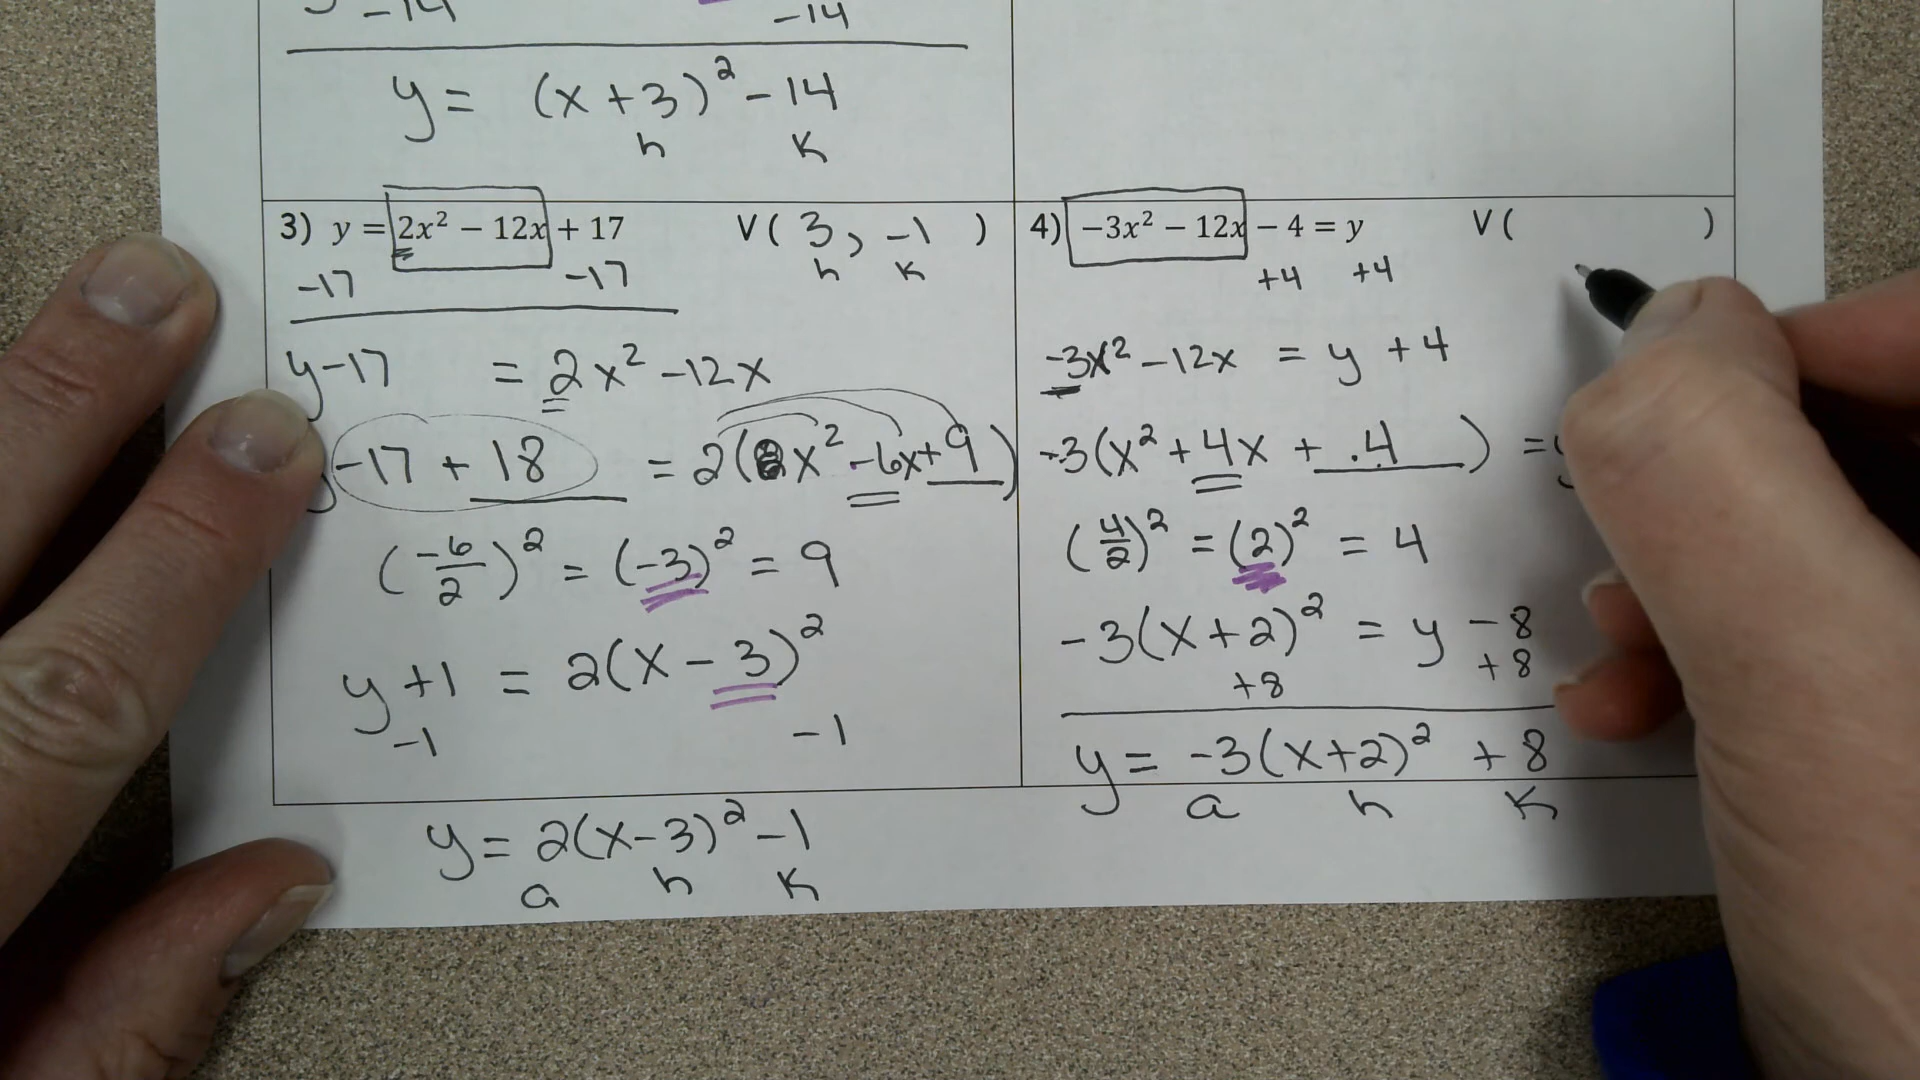 -14 -14
y = (x + 3)² - 14
h K
3) y = 2x² − 12x + 17 V( 3 , -1 )
h K
-17 -17
y - 17 = 2x² - 12x
-17 + 18 = 2( x² - 6x + 9 )
(-6/2)² = (-3)² = 9
y + 1 = 2(x - 3)²
-1 -1
y = 2(x - 3)² - 1
a h K
4) −3x² − 12x − 4 = y V( )
+4 +4
-3x² - 12x = y + 4
-3(x² + 4x + .4 ) =
(4/2)² = (2)² = 4
-3(x + 2)² = y - 8
+8 +8
y = -3(x+2)² + 8
a h K